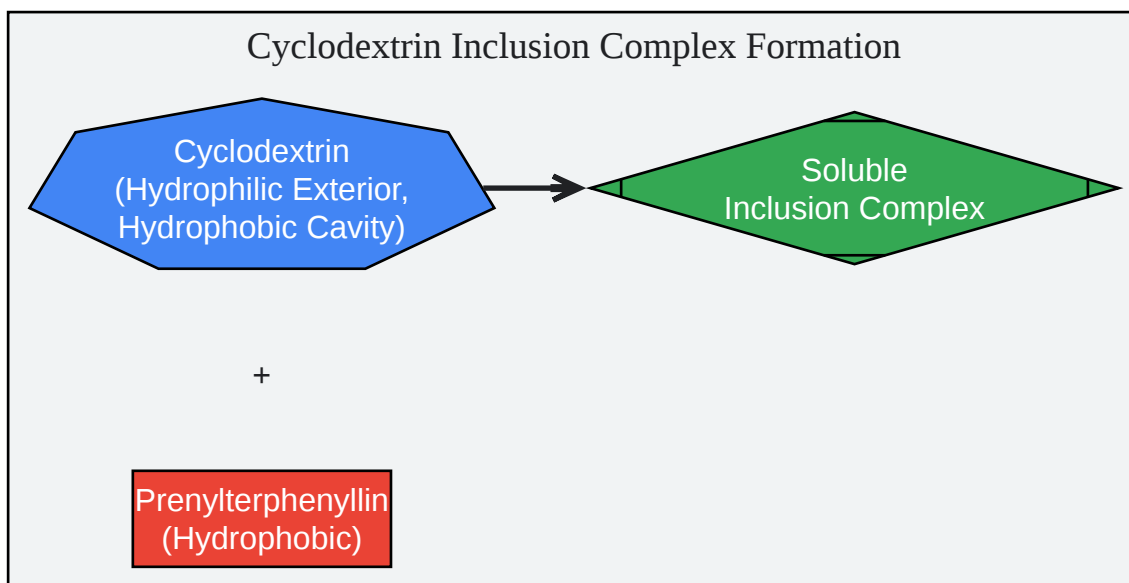 Cyclodextrin Inclusion Complex Formation
Cyclodextrin
(Hydrophilic Exterior,
Hydrophobic Cavity)
Soluble
Inclusion Complex
+
Prenylterphenyllin
(Hydrophobic)